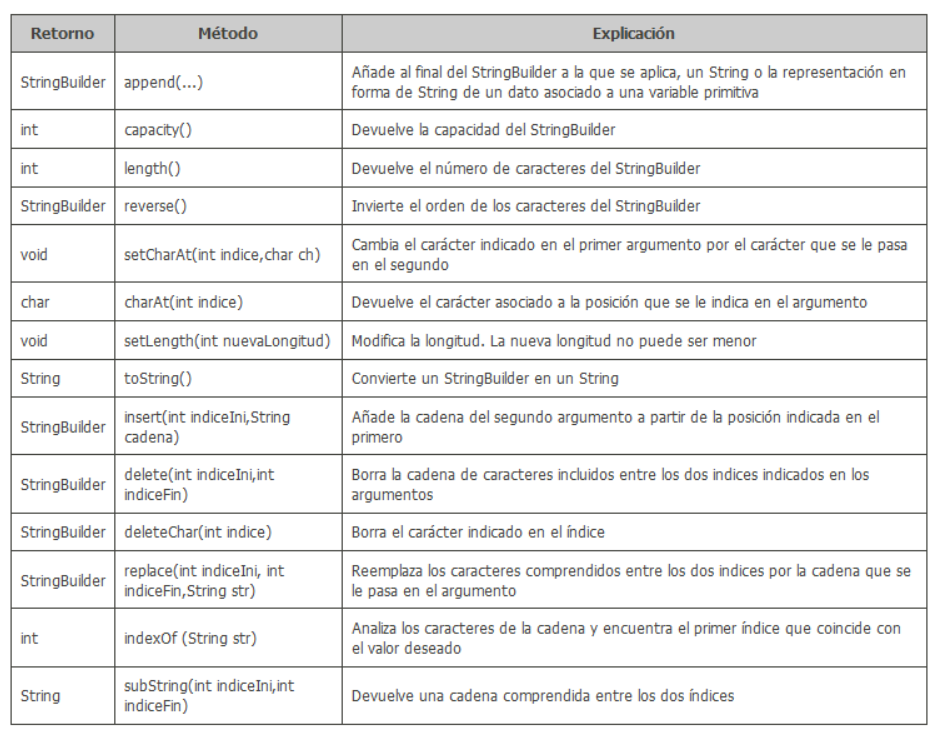 Retorno Método Explicación
StringBuilder append(...) Añade al final del StringBuilder a la que se aplica, un String o la representación en
forma de String de un dato asociado a una variable primitiva
int capacity() Devuelve la capacidad del StringBuilder
int length() Devuelve el número de caracteres del StringBuilder
StringBuilder reverse() Invierte el orden de los caracteres del StringBuilder
void setCharAt(int indice,char ch) Cambia el carácter indicado en el primer argumento por el carácter que se le pasa
en el segundo
char charAt(int indice) Devuelve el carácter asociado a la posición que se le indica en el argumento
void setLength(int nuevaLongitud) Modifica la longitud. La nueva longitud no puede ser menor
String toString() Convierte un StringBuilder en un String
StringBuilder insert(int indiceIni,String
cadena) Añade la cadena del segundo argumento a partir de la posición indicada en el
primero
StringBuilder delete(int indiceIni,int
indiceFin) Borra la cadena de caracteres incluidos entre los dos indices indicados en los
argumentos
StringBuilder deleteChar(int indice) Borra el carácter indicado en el índice
StringBuilder replace(int indiceIni, int
indiceFin,String str) Reemplaza los caracteres comprendidos entre los dos indices por la cadena que se
le pasa en el argumento
int indexOf (String str) Analiza los caracteres de la cadena y encuentra el primer índice que coincide con
el valor deseado
String subString(int indiceIni,int
indiceFin) Devuelve una cadena comprendida entre los dos índices